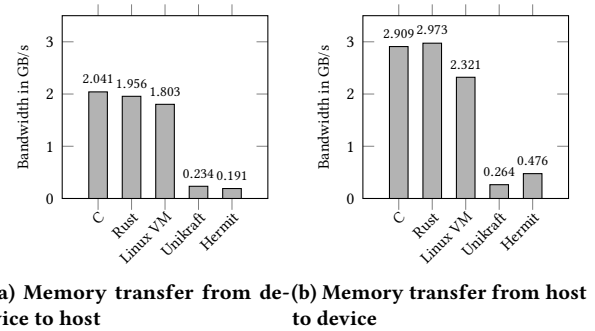 Bandwidth in GB/s
3
2
1
0
2.041 1.956 1.803 0.234 0.191
C Rust Linux VM Unikraft Hermit
a) Memory transfer from de-
vice to host
Bandwidth in GB/s
3
2
1
0
2.909 2.973 2.321 0.264 0.476
C Rust Linux VM Unikraft Hermit
(b) Memory transfer from host
to device